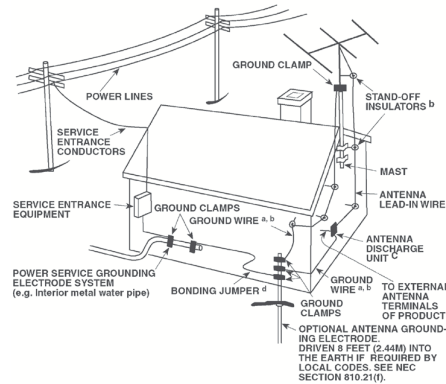 GROUND CLAMP
POWER LINES
STAND-OFF
INSULATORS b
SERVICE
ENTRANCE
CONDUCTORS
MAST
ANTENNA
LEAD-IN WIRE
SERVICE ENTRANCE
EQUIPMENT
GROUND CLAMPS
GROUND WIRE a, b
ANTENNA
DISCHARGE
UNIT C
POWER SERVICE GROUNDING
ELECTRODE SYSTEM
(e.g. Interior metal water pipe)
BONDING JUMPER d
GROUND
WIRE a, b
TO EXTERNAL
ANTENNA
TERMINALS
OF PRODUCT
GROUND
CLAMPS
OPTIONAL ANTENNA GROUND-
ING ELECTRODE.
DRIVEN 8 FEET (2.44M) INTO
THE EARTH IF REQUIRED BY
LOCAL CODES. SEE NEC
SECTION 810.21(f).